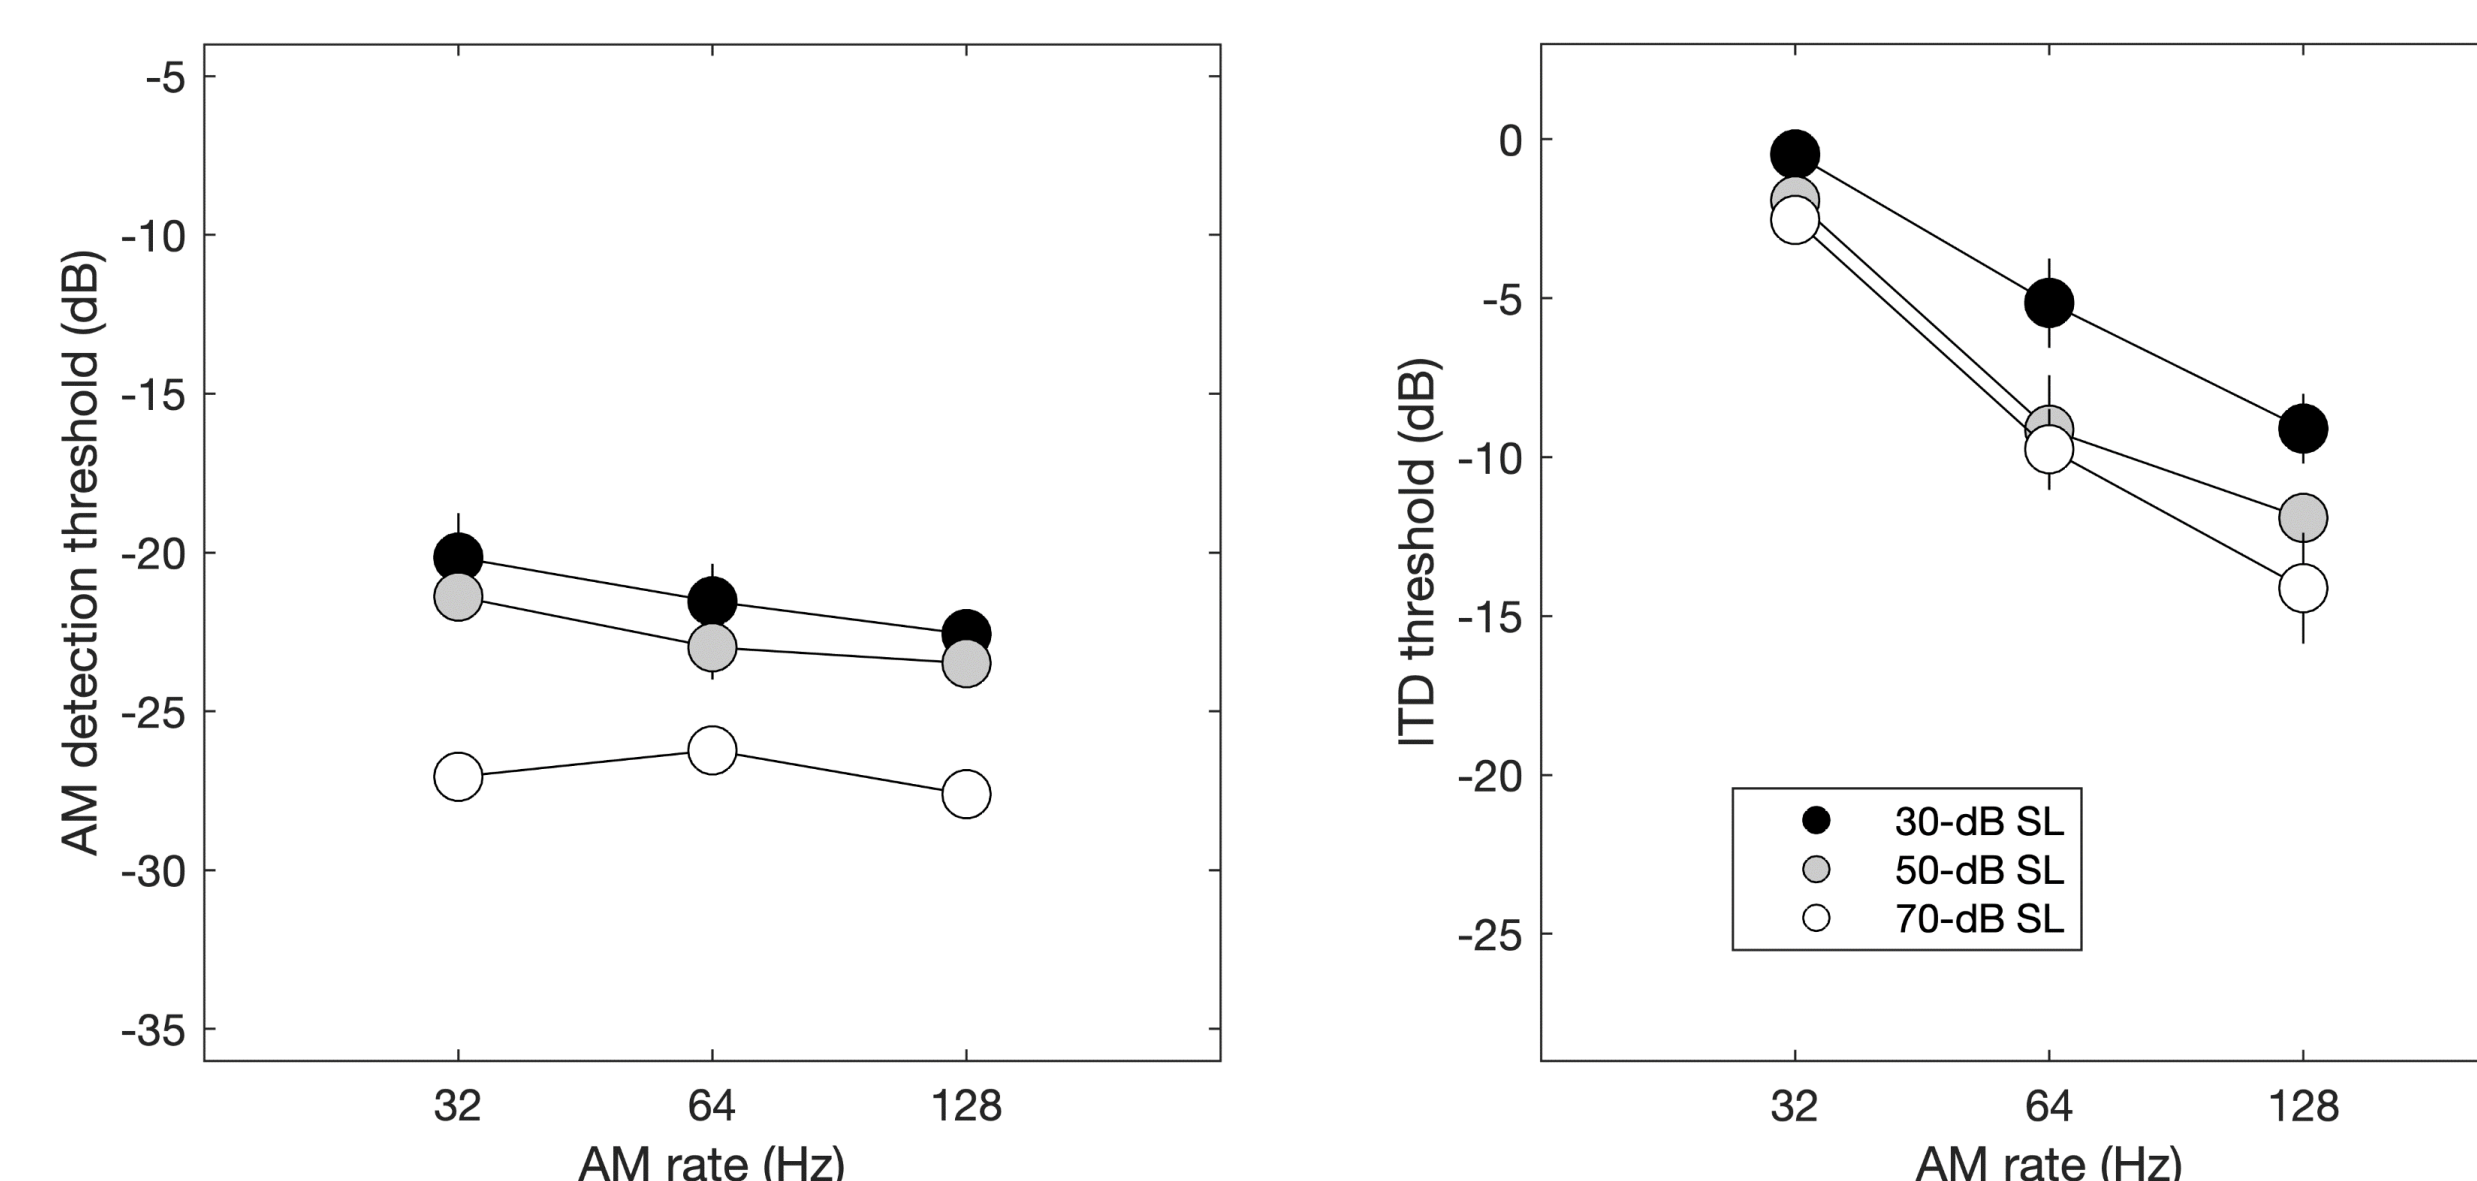 AM detection threshold (dB)
-5
-10
-15
-20
-25
-30
-35
32 64 128
AM rate (Hz)
ITD threshold (dB)
0
-5
-10
-15
-20
-25
30-dB SL
50-dB SL
70-dB SL
32 64 128
AM rate (Hz)